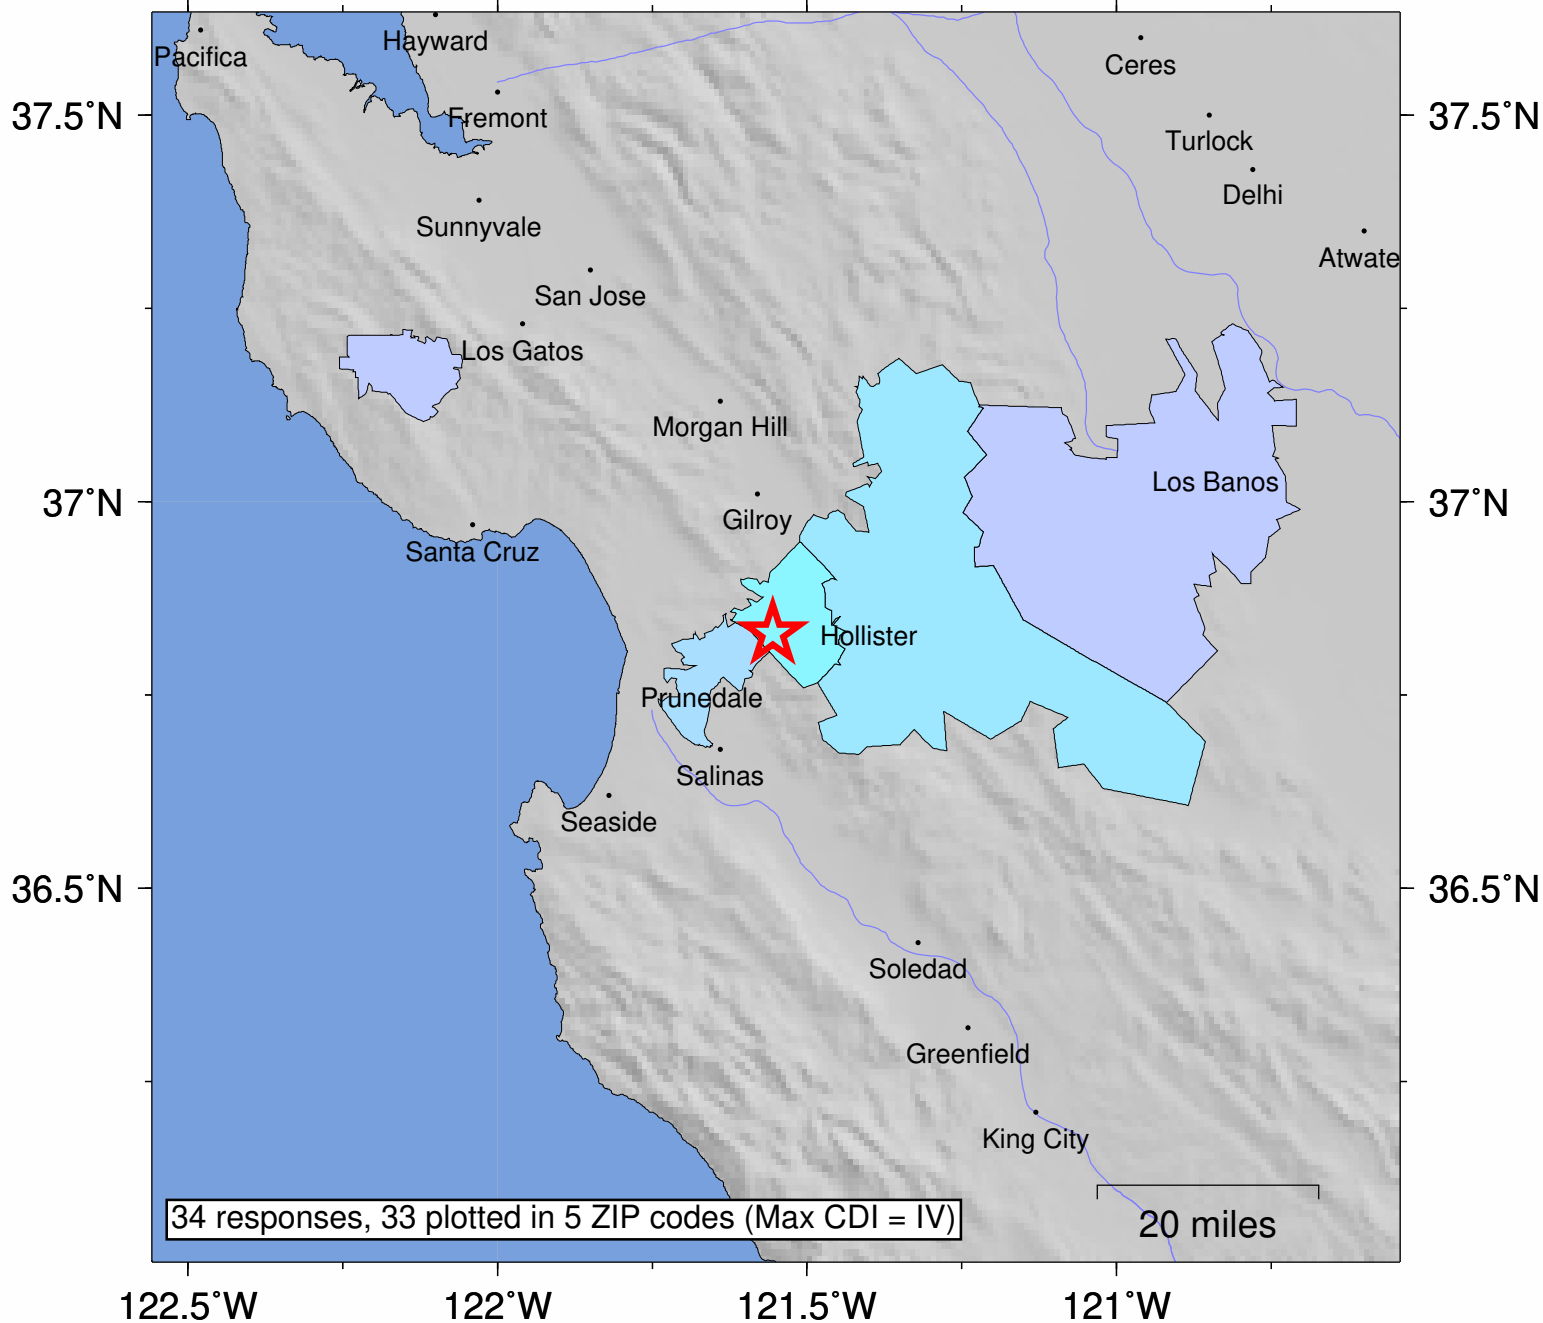 Hayward
Pacifica
Ceres
37.5°N
Fremont
37.5°N
Turlock
Delhi
Sunnyvale
Atwate
San Jose
Los Gatos
Morgan Hill
Los Banos
37°N
Gilroy
37°N
Santa Cruz
Hollister
Prunedale
Salinas
Seaside
36.5°N
36.5°N
Soledad
Greenfield
King City
34 responses, 33 plotted in 5 ZIP codes (Max CDI = IV)
20 miles
122.5°W
122°W
121.5°W
121°W